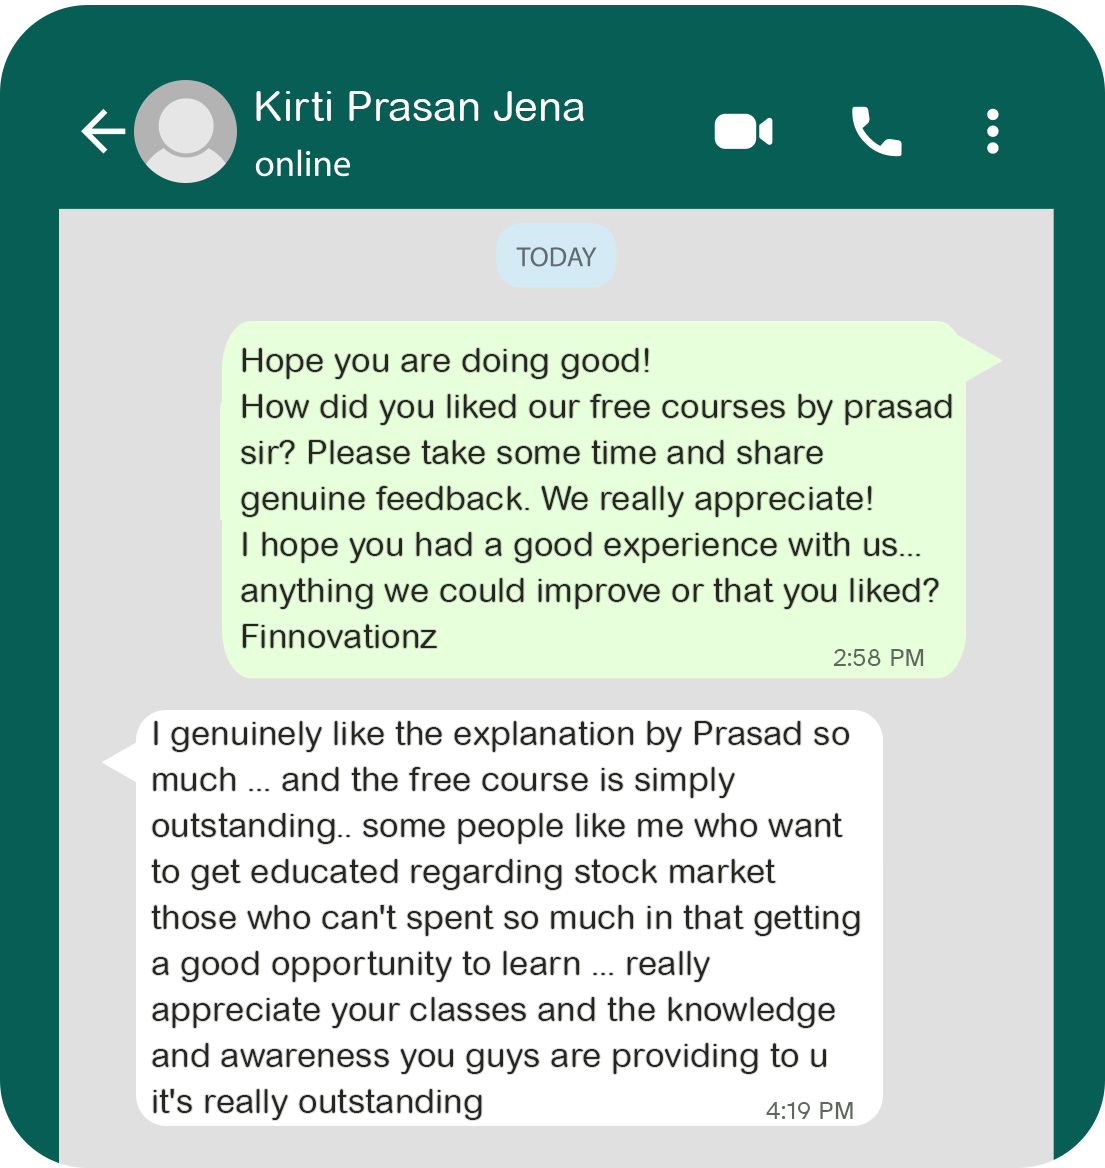 Kirti Prasan Jena
online
TODAY
Hope you are doing good!
How did you liked our free courses by prasad
sir? Please take some time and share
genuine feedback. We really appreciate!
I hope you had a good experience with us...
anything we could improve or that you liked?
Finnovationz
2:58 PM
I genuinely like the explanation by Prasad so
much ... and the free course is simply
outstanding.. some people like me who want
to get educated regarding stock market
those who can't spent so much in that getting
a good opportunity to learn ... really
appreciate your classes and the knowledge
and awareness you guys are providing to u
it's really outstanding
4:19 PM